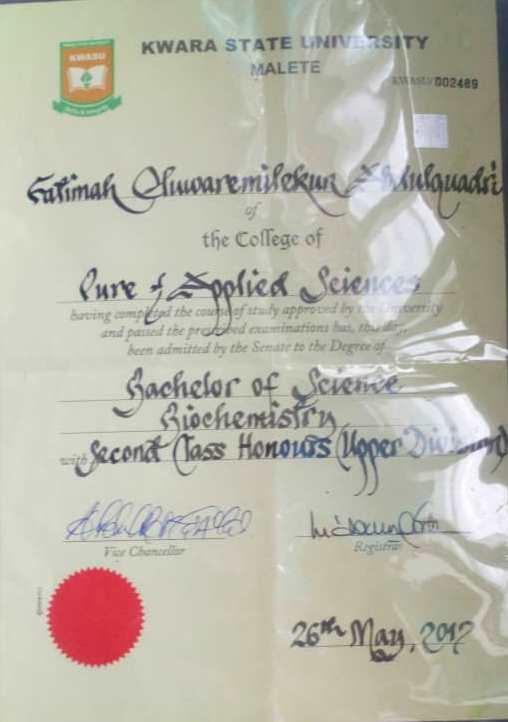 KWASU
KWARA STATE UNIVERSITY
MALETE
KWASU/002489
Fatimah Oluwaremilekun Abdulquadri
of
the College of
Pure & Applied Sciences
having completed the course of study approved by the University
and passed the prescribed examinations has, this day,
been admitted by the Senate to the Degree of
Bachelor of Science
Biochemistry
with Second Class Honours (Upper Division)
Vice Chancellor
Registrar
26th May, 2017